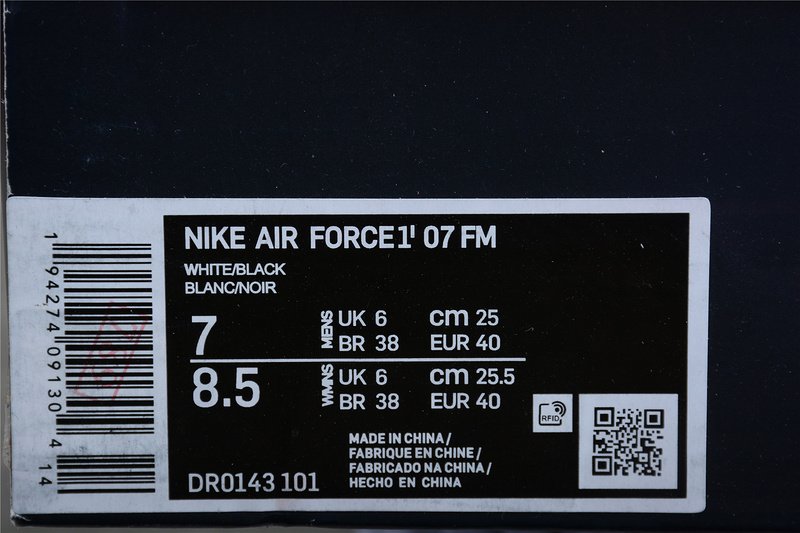 NIKE AIR FORCE 1' 07 FM
WHITE/BLACK
BLANC/NOIR
7 MENS UK 6 cm 25
BR 38 EUR 40
8.5 WMNS UK 6 cm 25.5
BR 38 EUR 40
RFID
MADE IN CHINA /
FABRIQUE EN CHINE /
FABRICADO NA CHINA /
HECHO EN CHINA
DR0143 101
1 94274 09130 4 14